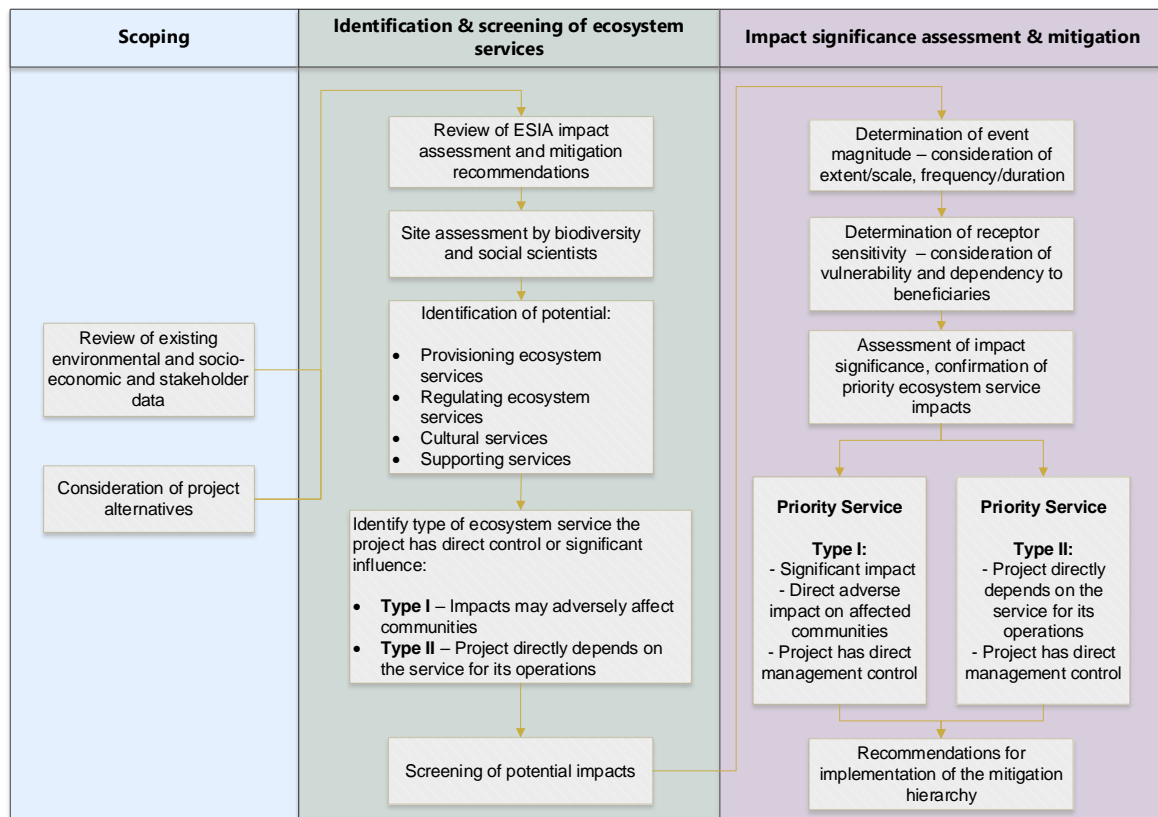 Scoping
Identification & screening of ecosystem
services
Impact significance assessment & mitigation
Review of existing
environmental and socio-
economic and stakeholder
data
Consideration of project
alternatives
Review of ESIA impact
assessment and mitigation
recommendations
Site assessment by biodiversity
and social scientists
Identification of potential:
• Provisioning ecosystem
services
• Regulating ecosystem
services
• Cultural services
• Supporting services
Identify type of ecosystem service the
project has direct control or significant
influence:
• Type I – Impacts may adversely affect
communities
• Type II – Project directly depends on
the service for its operations
Screening of potential impacts
Determination of event
magnitude – consideration of
extent/scale, frequency/duration
Determination of receptor
sensitivity – consideration of
vulnerability and dependency to
beneficiaries
Assessment of impact
significance, confirmation of
priority ecosystem service
impacts
Priority Service
Type I:
- Significant impact
- Direct adverse
impact on affected
communities
- Project has direct
management control
Priority Service
Type II:
- Project directly
depends on the
service for its
operations
- Project has direct
management control
Recommendations for
implementation of the mitigation
hierarchy